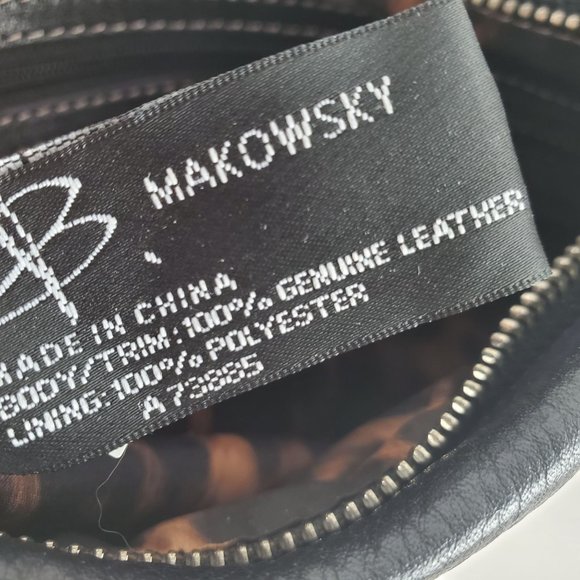 B MAKOWSKY
MADE IN CHINA
BODY/TRIM:100% GENUINE LEATHER
LINING:100% POLYESTER
A73885